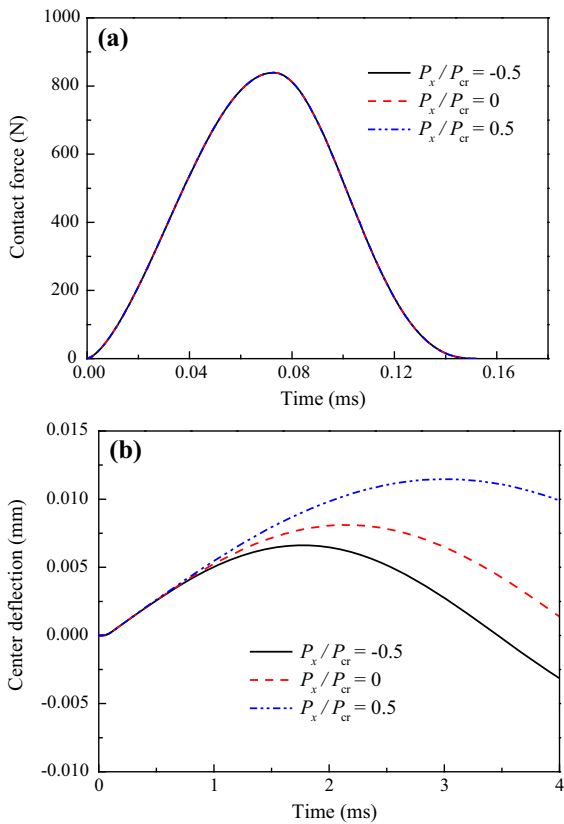 (a)
1000
800
600
400
200
0
Contact force (N)
P_x / P_cr = -0.5
P_x / P_cr = 0
P_x / P_cr = 0.5
0.00 0.04 0.08 0.12 0.16
Time (ms)
(b)
0.015
0.010
0.005
0.000
-0.005
-0.010
Center deflection (mm)
P_x / P_cr = -0.5
P_x / P_cr = 0
P_x / P_cr = 0.5
0 1 2 3 4
Time (ms)